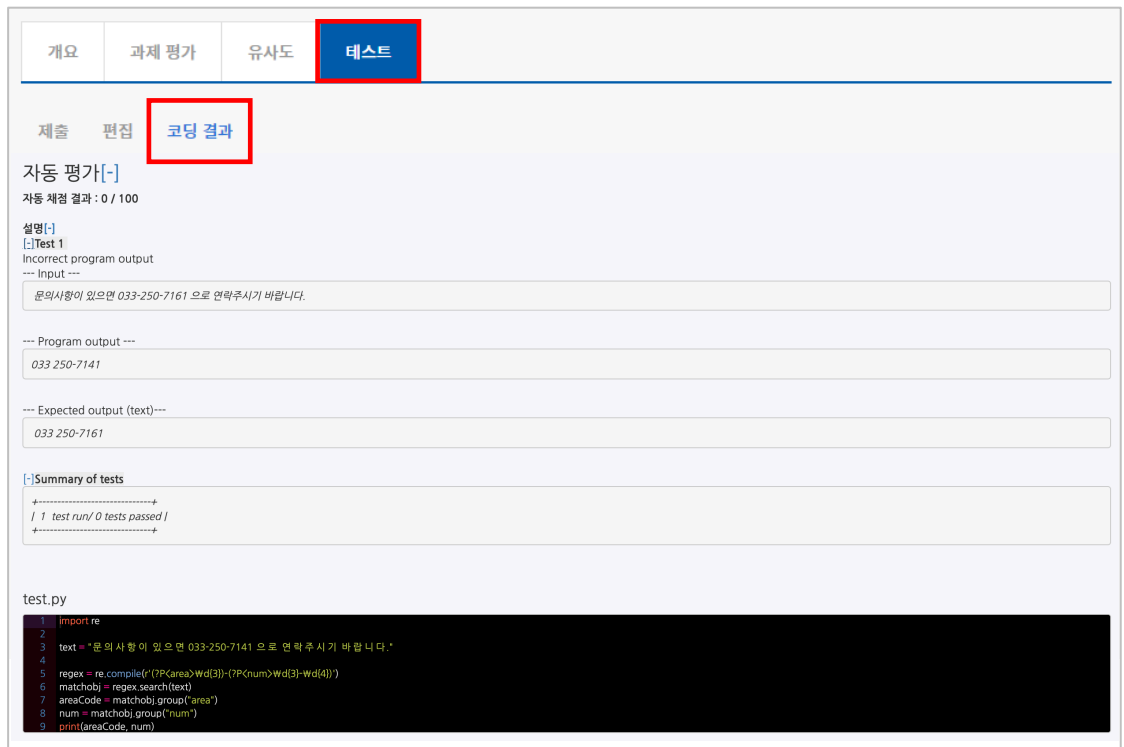 개요 과제 평가 유사도 테스트
제출 편집 코딩 결과
자동 평가[-]
자동 채점 결과 : 0 / 100
설명[-]
[-]Test 1
Incorrect program output
--- Input ---
문의사항이 있으면 033-250-7161 으로 연락주시기 바랍니다.
--- Program output ---
033 250-7141
--- Expected output (text)---
033 250-7161
[-]Summary of tests
+------------------------------+
| 1 test run/ 0 tests passed |
+------------------------------+
test.py
1 import re
2
3 text = "문의사항이 있으면 033-250-7141 으로 연락주시기 바랍니다."
4
5 regex = re.compile(r'(?P<area>₩d{3})-(?P<num>₩d{3}-₩d{4})')
6 matchobj = regex.search(text)
7 areaCode = matchobj.group("area")
8 num = matchobj.group("num")
9 print(areaCode, num)